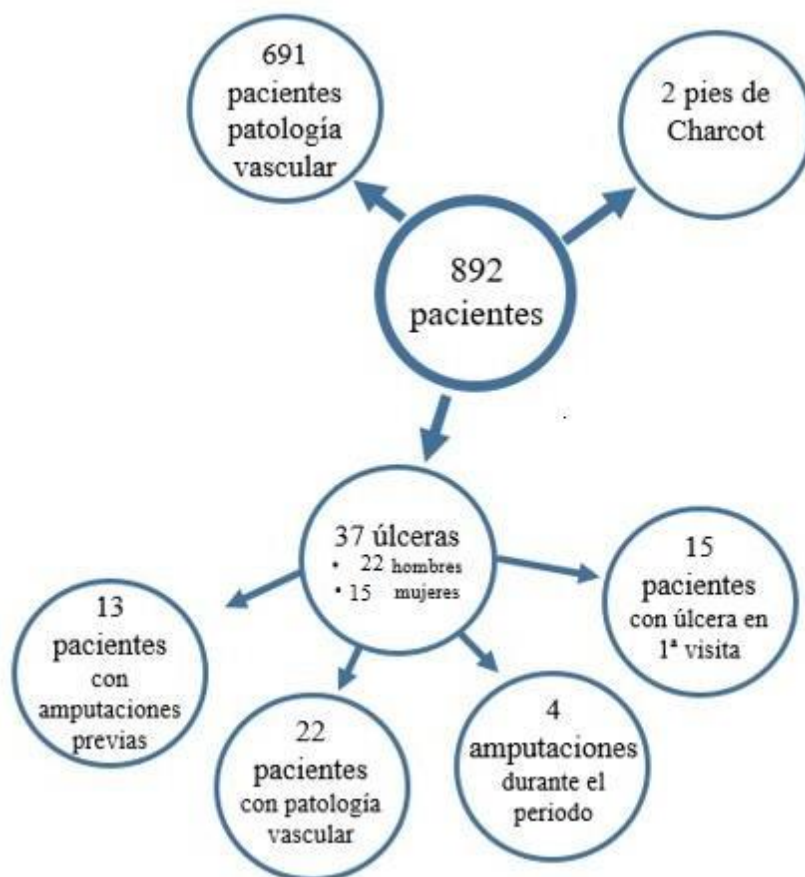 691
pacientes
patología
vascular
2 pies de
Charcot
892
pacientes
37 úlceras
• 22 hombres
• 15 mujeres
15
pacientes
con úlcera en
1ª visita
13
pacientes
con
amputaciones
previas
22
pacientes
con patología
vascular
4
amputaciones
durante el
periodo